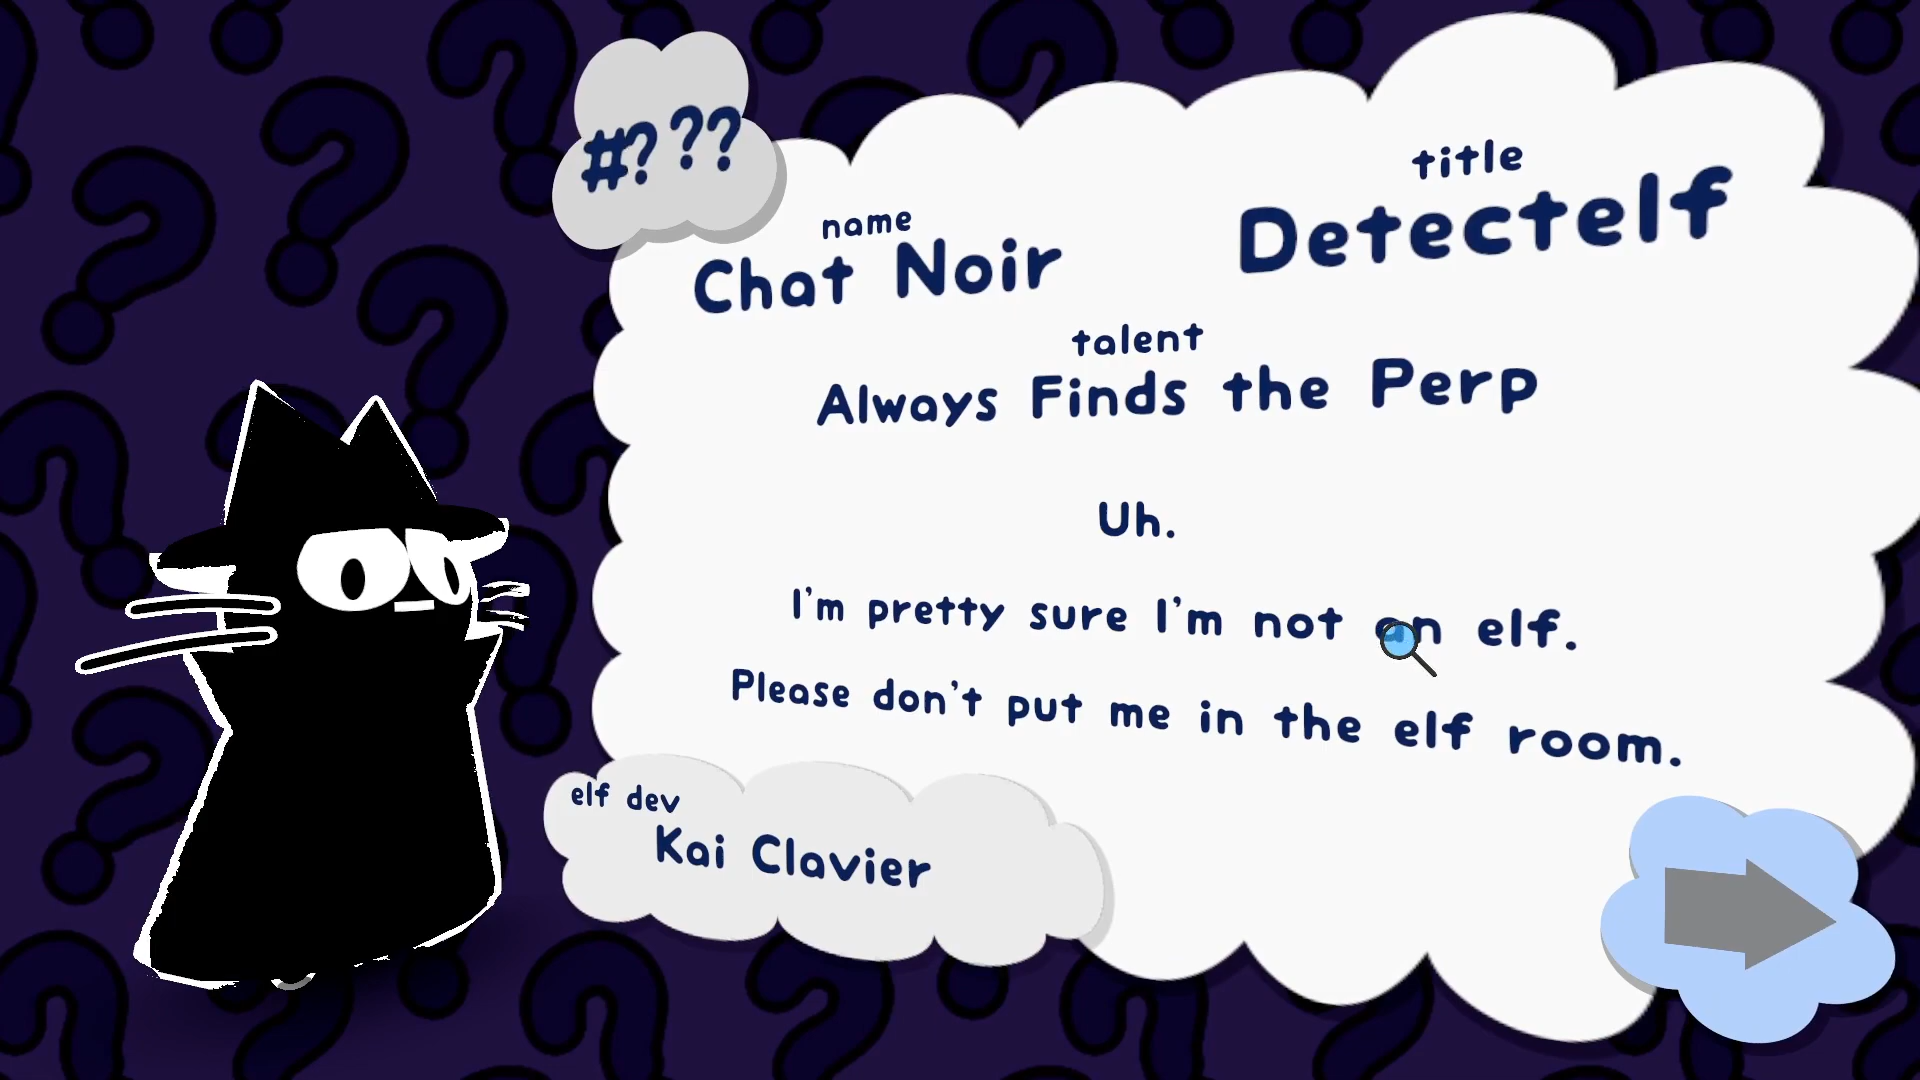 #???
name
Chat Noir
title
Detectelf
talent
Always Finds the Perp
Uh.
I'm pretty sure I'm not an elf.
Please don't put me in the elf room.
elf dev
Kai Clavier